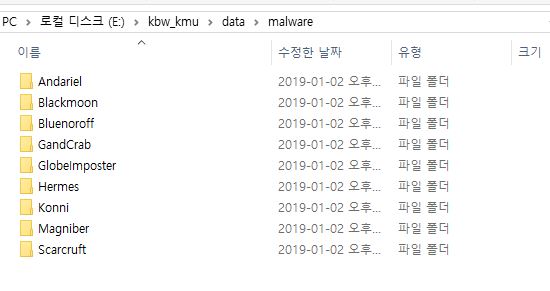 PC > 로컬 디스크 (E:) > kbw_kmu > data > malware
이름 수정한 날짜 유형 크기
Andariel 2019-01-02 오후... 파일 폴더
Blackmoon 2019-01-02 오후... 파일 폴더
Bluenoroff 2019-01-02 오후... 파일 폴더
GandCrab 2019-01-02 오후... 파일 폴더
GlobeImposter 2019-01-02 오후... 파일 폴더
Hermes 2019-01-02 오후... 파일 폴더
Konni 2019-01-02 오후... 파일 폴더
Magniber 2019-01-02 오후... 파일 폴더
Scarcruft 2019-01-02 오후... 파일 폴더